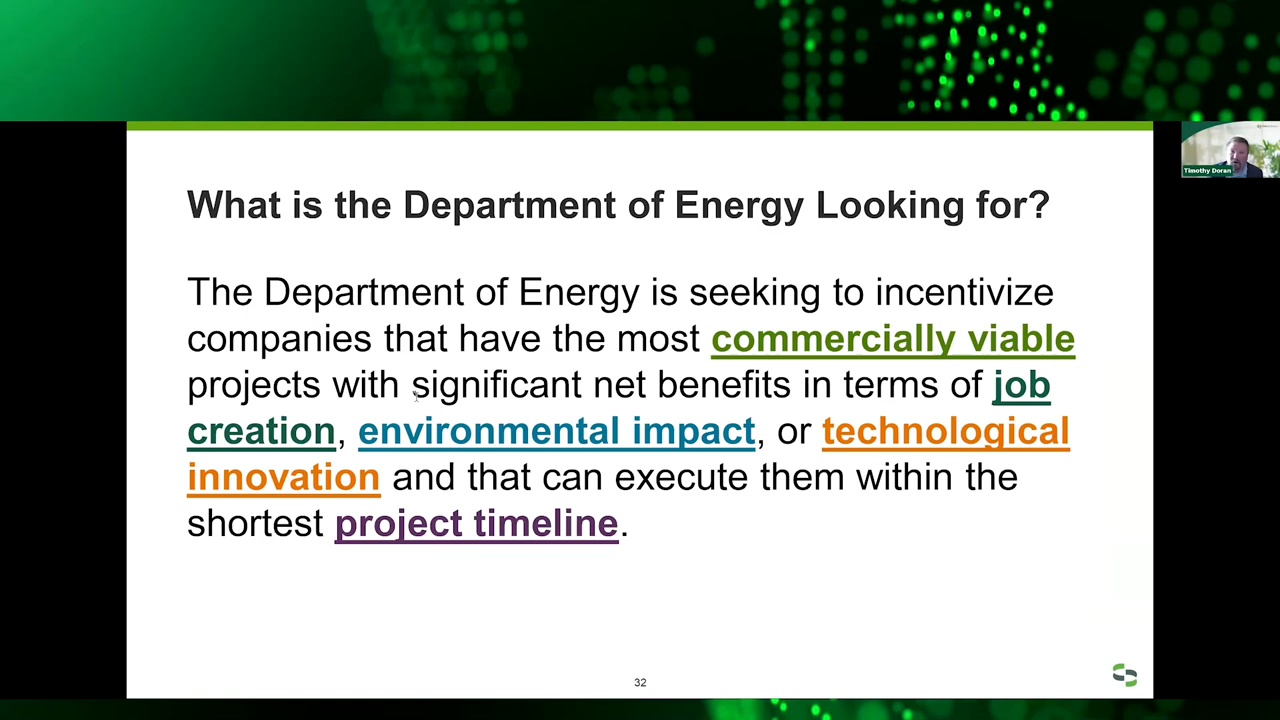 What is the Department of Energy Looking for?
The Department of Energy is seeking to incentivize
companies that have the most commercially viable
projects with significant net benefits in terms of job
creation, environmental impact, or technological
innovation and that can execute them within the
shortest project timeline.
32
Timothy Doran